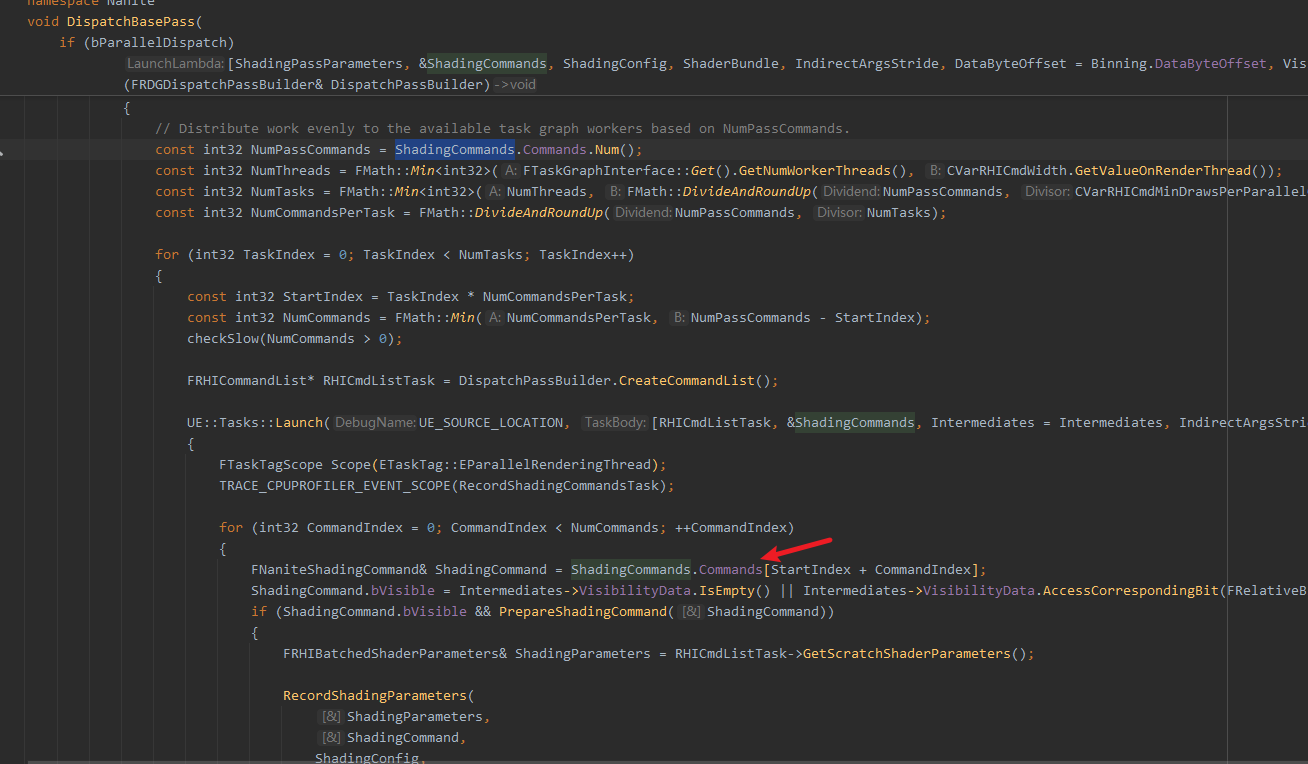 namespace Nanite
void DispatchBasePass(
if (bParallelDispatch)
LaunchLambda: [ShadingPassParameters, &ShadingCommands, ShadingConfig, ShaderBundle, IndirectArgsStride, DataByteOffset = Binning.DataByteOffset, Vis
(FRDGDispatchPassBuilder& DispatchPassBuilder) ->void
{
// Distribute work evenly to the available task graph workers based on NumPassCommands.
const int32 NumPassCommands = ShadingCommands.Commands.Num();
const int32 NumThreads = FMath::Min<int32>( A: FTaskGraphInterface::Get().GetNumWorkerThreads(), B: CVarRHICmdWidth.GetValueOnRenderThread());
const int32 NumTasks = FMath::Min<int32>( A: NumThreads, B: FMath::DivideAndRoundUp( Dividend: NumPassCommands, Divisor: CVarRHICmdMinDrawsPerParallel
const int32 NumCommandsPerTask = FMath::DivideAndRoundUp( Dividend: NumPassCommands, Divisor: NumTasks);
for (int32 TaskIndex = 0; TaskIndex < NumTasks; TaskIndex++)
{
const int32 StartIndex = TaskIndex * NumCommandsPerTask;
const int32 NumCommands = FMath::Min( A: NumCommandsPerTask, B: NumPassCommands - StartIndex);
checkSlow(NumCommands > 0);
FRHICommandList* RHICmdListTask = DispatchPassBuilder.CreateCommandList();
UE::Tasks::Launch( DebugName: UE_SOURCE_LOCATION, TaskBody: [RHICmdListTask, &ShadingCommands, Intermediates = Intermediates, IndirectArgsStri
{
FTaskTagScope Scope(ETaskTag::EParallelRenderingThread);
TRACE_CPUPROFILER_EVENT_SCOPE(RecordShadingCommandsTask);
for (int32 CommandIndex = 0; CommandIndex < NumCommands; ++CommandIndex)
{
FNaniteShadingCommand& ShadingCommand = ShadingCommands.Commands[StartIndex + CommandIndex];
ShadingCommand.bVisible = Intermediates->VisibilityData.IsEmpty() || Intermediates->VisibilityData.AccessCorrespondingBit(FRelativeB
if (ShadingCommand.bVisible && PrepareShadingCommand( [&] ShadingCommand))
{
FRHIBatchedShaderParameters& ShadingParameters = RHICmdListTask->GetScratchShaderParameters();
RecordShadingParameters(
[&] ShadingParameters,
[&] ShadingCommand,
ShadingConfig,